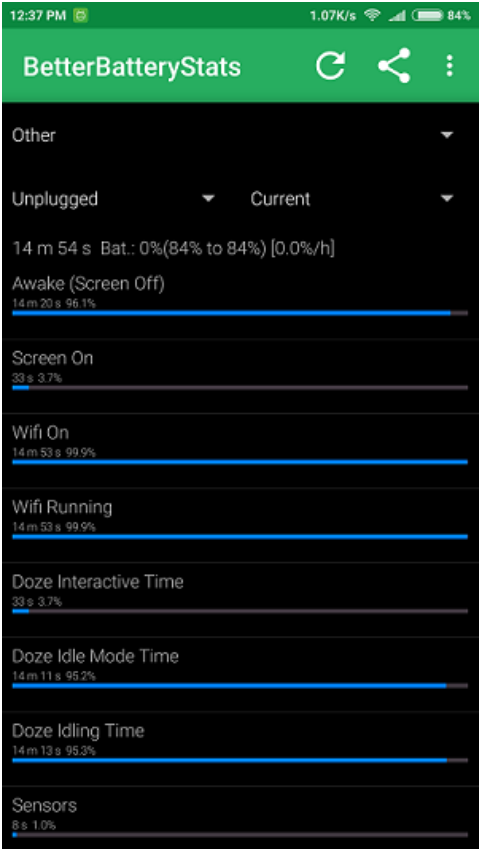 12:37 PM 1.07K/s 84%
BetterBatteryStats
Other
Unplugged Current
14 m 54 s Bat.: 0%(84% to 84%) [0.0%/h]
Awake (Screen Off)
14 m 20 s 96.1%
Screen On
33 s 3.7%
Wifi On
14 m 53 s 99.9%
Wifi Running
14 m 53 s 99.9%
Doze Interactive Time
33 s 3.7%
Doze Idle Mode Time
14 m 11 s 95.2%
Doze Idling Time
14 m 13 s 95.3%
Sensors
8 s 1.0%